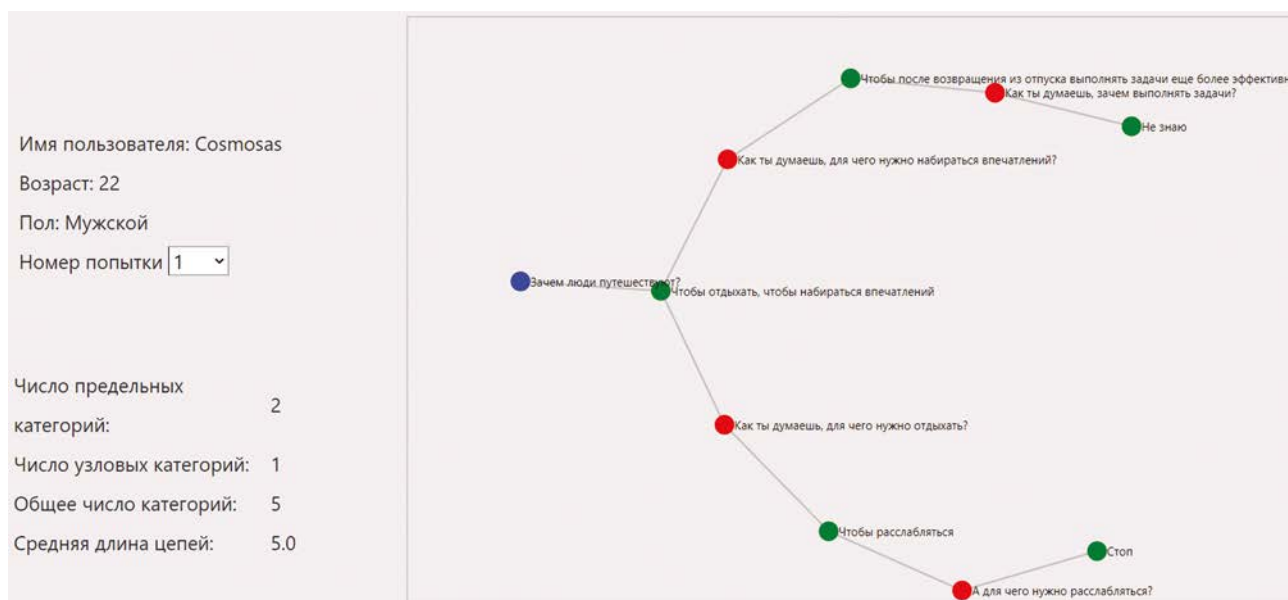 Имя пользователя: Cosmosas
Возраст: 22
Пол: Мужской
Номер попытки 1
Число предельных
категорий:
2
Число узловых категорий: 1
Общее число категорий: 5
Средняя длина цепей: 5.0
Чтобы после возвращения из отпуска выполнять задачи еще более эффективн
Как ты думаешь, зачем выполнять задачи?
Не знаю
Как ты думаешь, для чего нужно набираться впечатлений?
Зачем люди путешествуют?
Чтобы отдыхать, чтобы набираться впечатлений
Как ты думаешь, для чего нужно отдыхать?
Чтобы расслабляться
Стоп
А для чего нужно расслабляться?